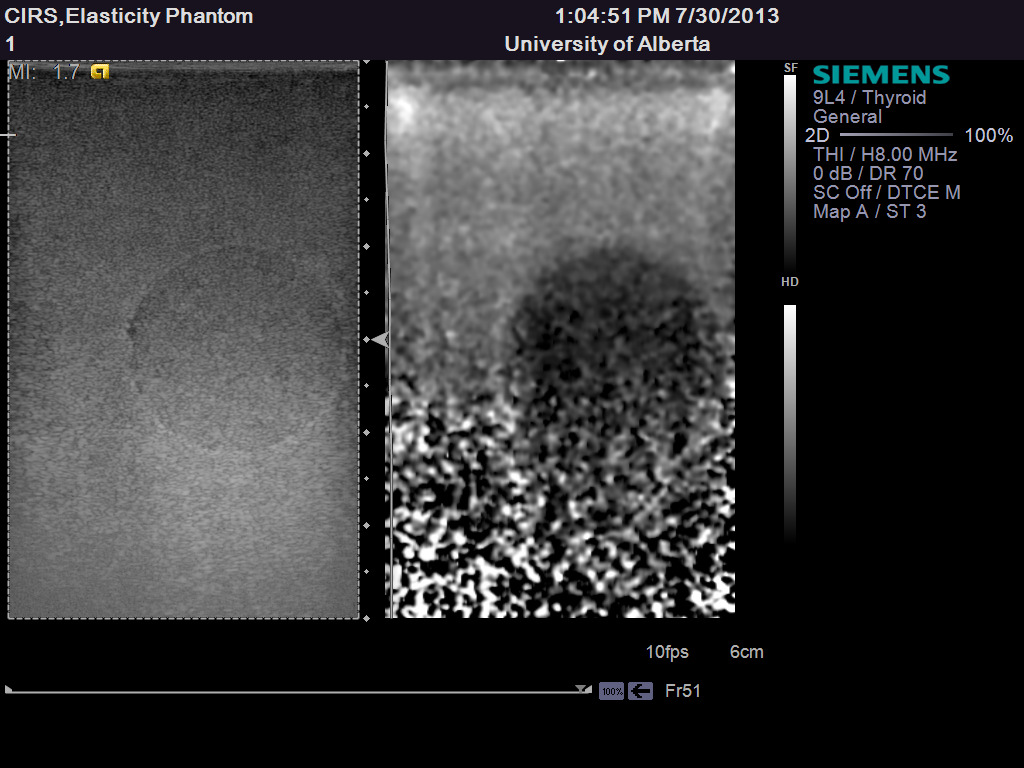 CIRS,Elasticity Phantom 1:04:51 PM 7/30/2013
1 University of Alberta
MI: 1.7
SF
SIEMENS
9L4 / Thyroid
General
2D 100%
THI / H8.00 MHz
0 dB / DR 70
SC Off / DTCE M
Map A / ST 3
HD
10fps 6cm
100% Fr51